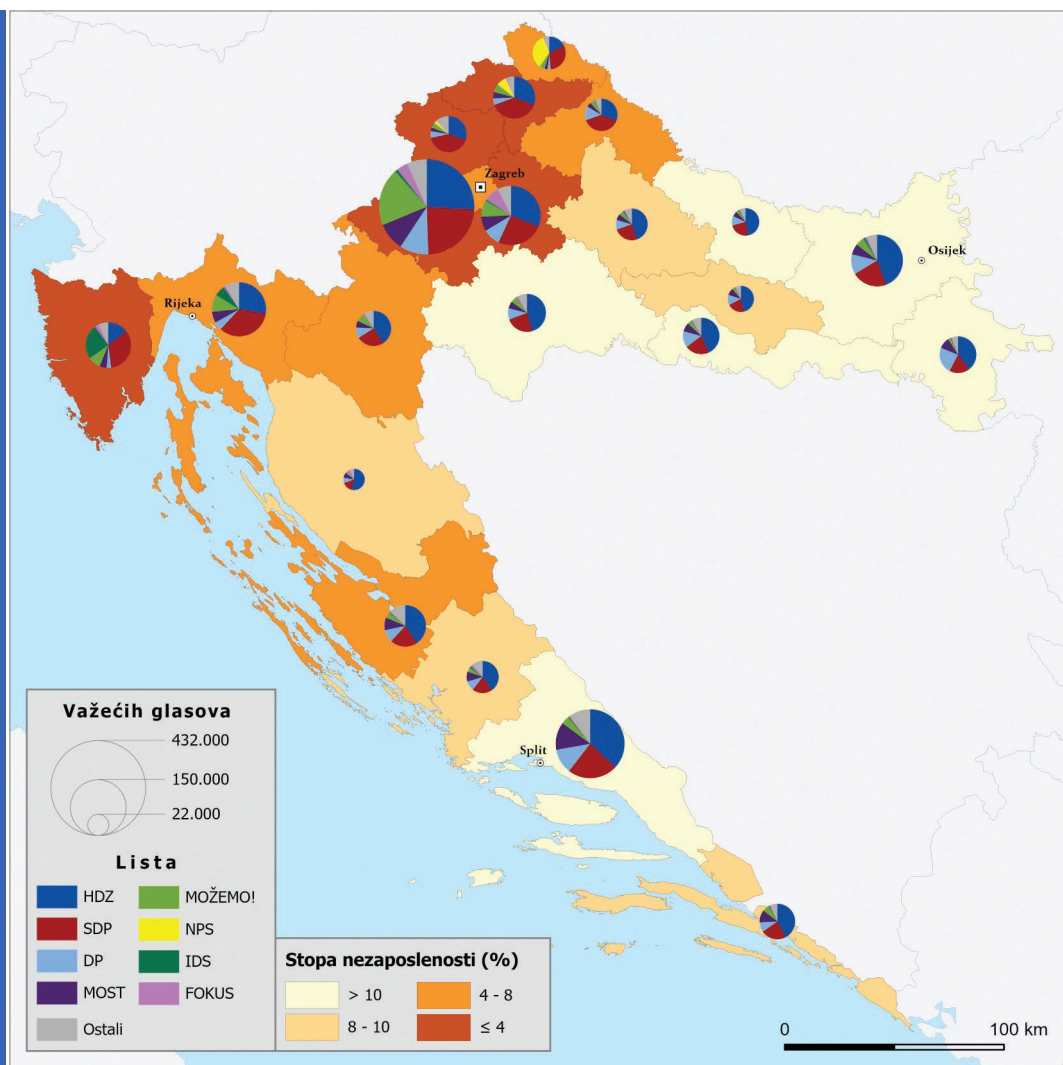 Zagreb
Osijek
Rijeka
Split
Važećih glasova
432.000
150.000
22.000
Lista
HDZ
MOŽEMO!
SDP
NPS
DP
IDS
MOST
FOKUS
Ostali
Stopa nezaposlenosti (%)
> 10
4 - 8
8 - 10
≤ 4
0
100 km